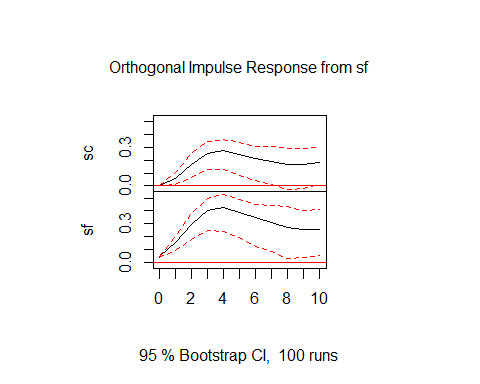 Orthogonal Impulse Response from sf
sc
0.3
0.0
sf
0.3
0.0
0 2 4 6 8 10
95 % Bootstrap CI, 100 runs